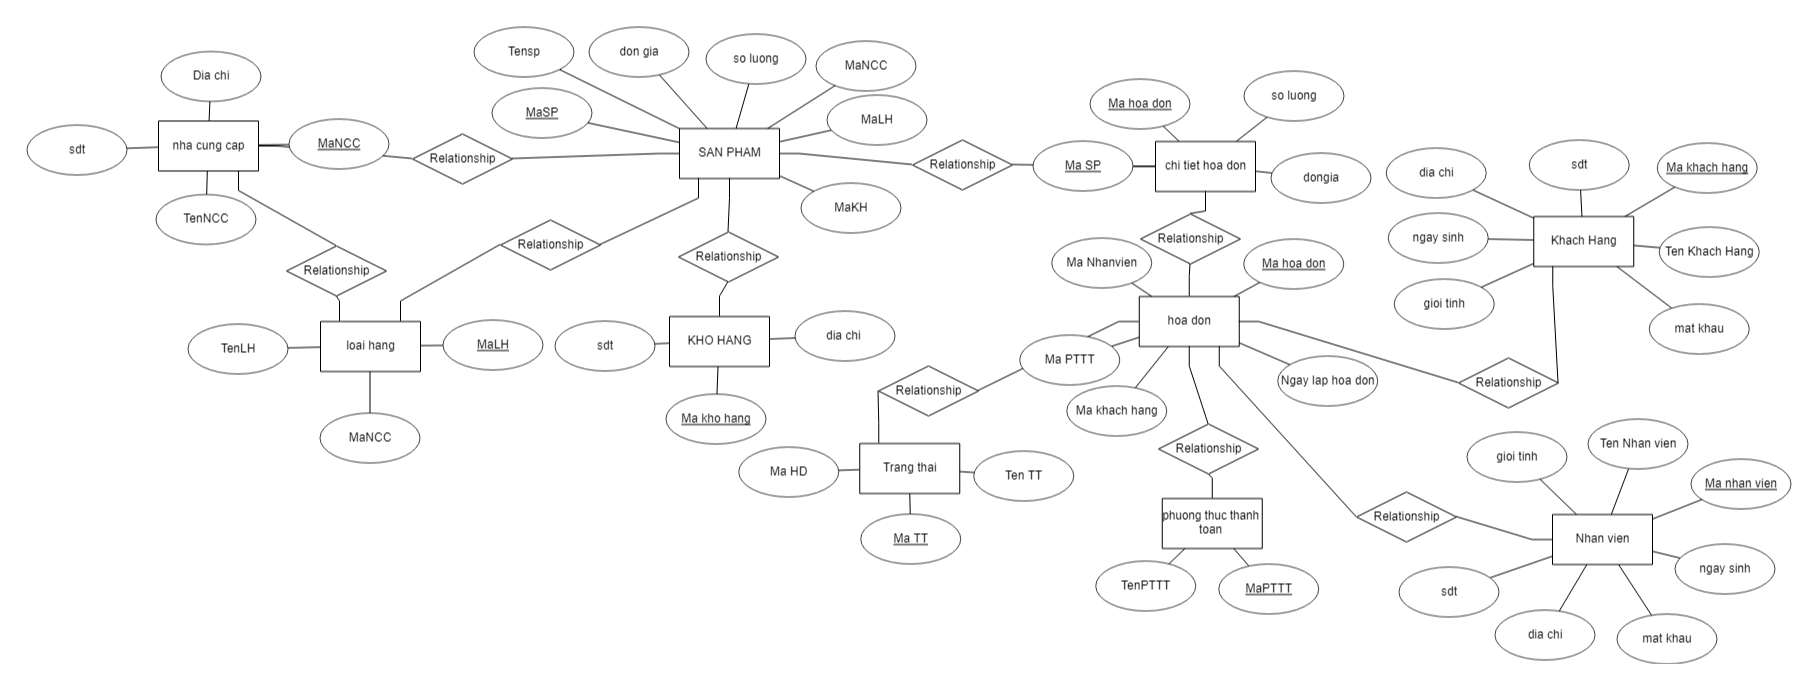 Tensp
don gia
so luong
MaNCC
Dia chi
MaSP
MaLH
Ma hoa don
so luong
sdt
nha cung cap
MaNCC
Relationship
SAN PHAM
Relationship
Ma SP
chi tiet hoa don
dongia
dia chi
sdt
Ma khach hang
TenNCC
MaKH
ngay sinh
Khach Hang
Ten Khach Hang
Relationship
Relationship
Relationship
Relationship
Ma Nhanvien
Ma hoa don
gioi tinh
mat khau
TenLH
loai hang
MaLH
sdt
KHO HANG
dia chi
hoa don
Ma PTTT
Ngay lap hoa don
Relationship
Relationship
Ma kho hang
Ma khach hang
MaNCC
Ma HD
Trang thai
Ten TT
Relationship
gioi tinh
Ten Nhan vien
Ma nhan vien
Ma TT
phuong thuc thanh
toan
Relationship
Nhan vien
ngay sinh
TenPTTT
MaPTTT
sdt
dia chi
mat khau